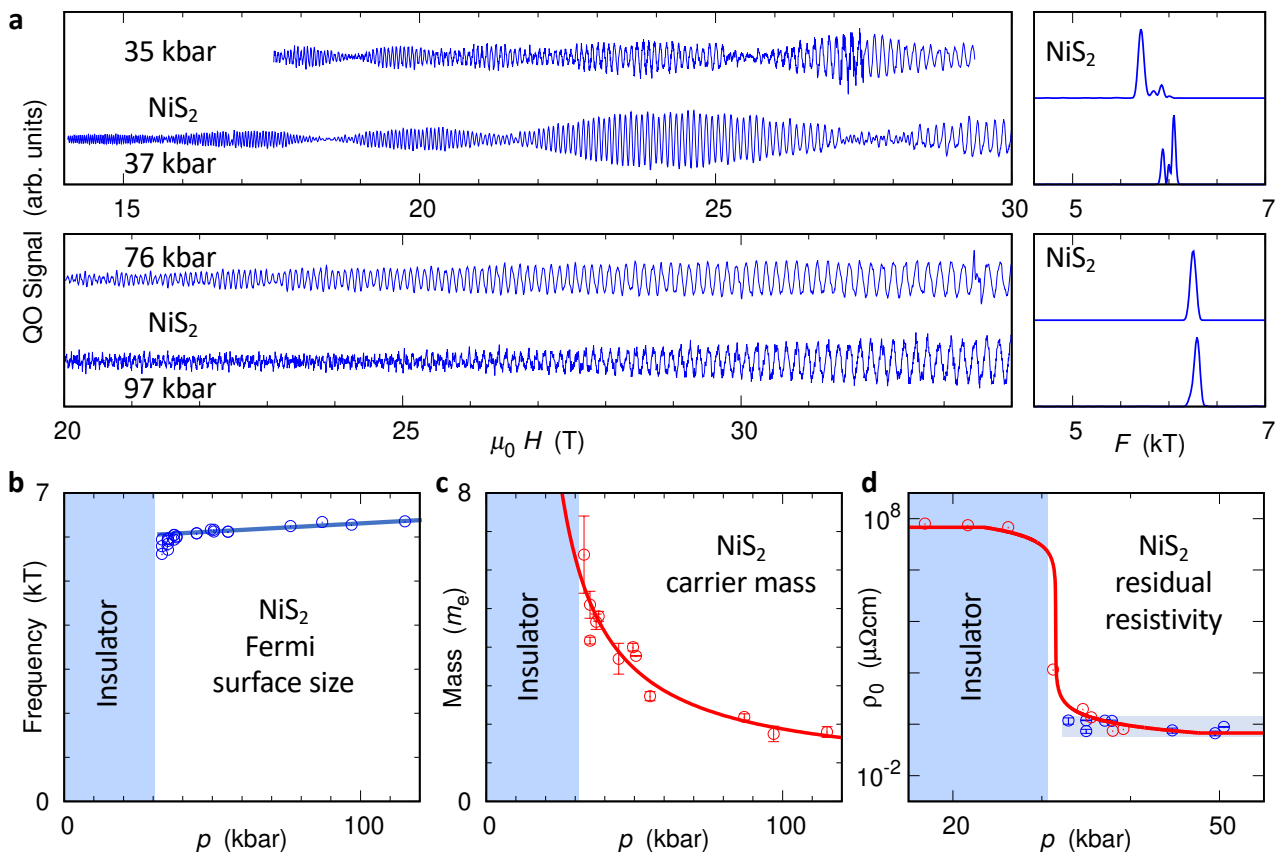 a
QO Signal (arb. units)
35 kbar
NiS₂
37 kbar
15 20 25 30
NiS₂
5 7
76 kbar
NiS₂
97 kbar
20 25 30
μ₀ H (T)
NiS₂
5 7
F (kT)
b
Frequency (kT)
7
0
Insulator
NiS₂
Fermi
surface size
0 100
p (kbar)
c
Mass (mₑ)
8
0
Insulator
NiS₂
carrier mass
0 100
p (kbar)
d
ρ₀ (μΩcm)
10⁸
10⁻²
Insulator
NiS₂
residual
resistivity
20 50
p (kbar)